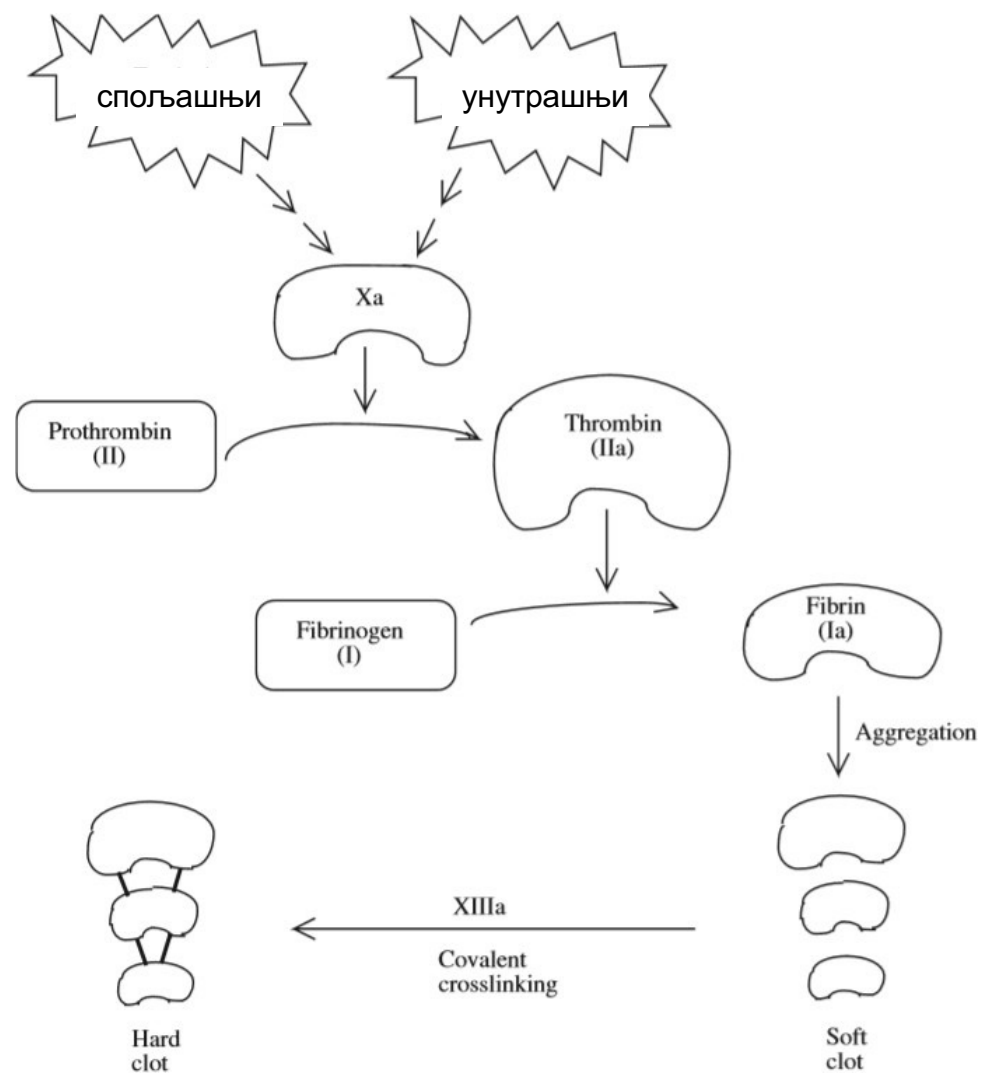 спољашњи
унутрашњи
Xa
Prothrombin
(II)
Thrombin
(IIa)
Fibrinogen
(I)
Fibrin
(Ia)
Aggregation
XIIIa
Covalent
crosslinking
Hard
clot
Soft
clot